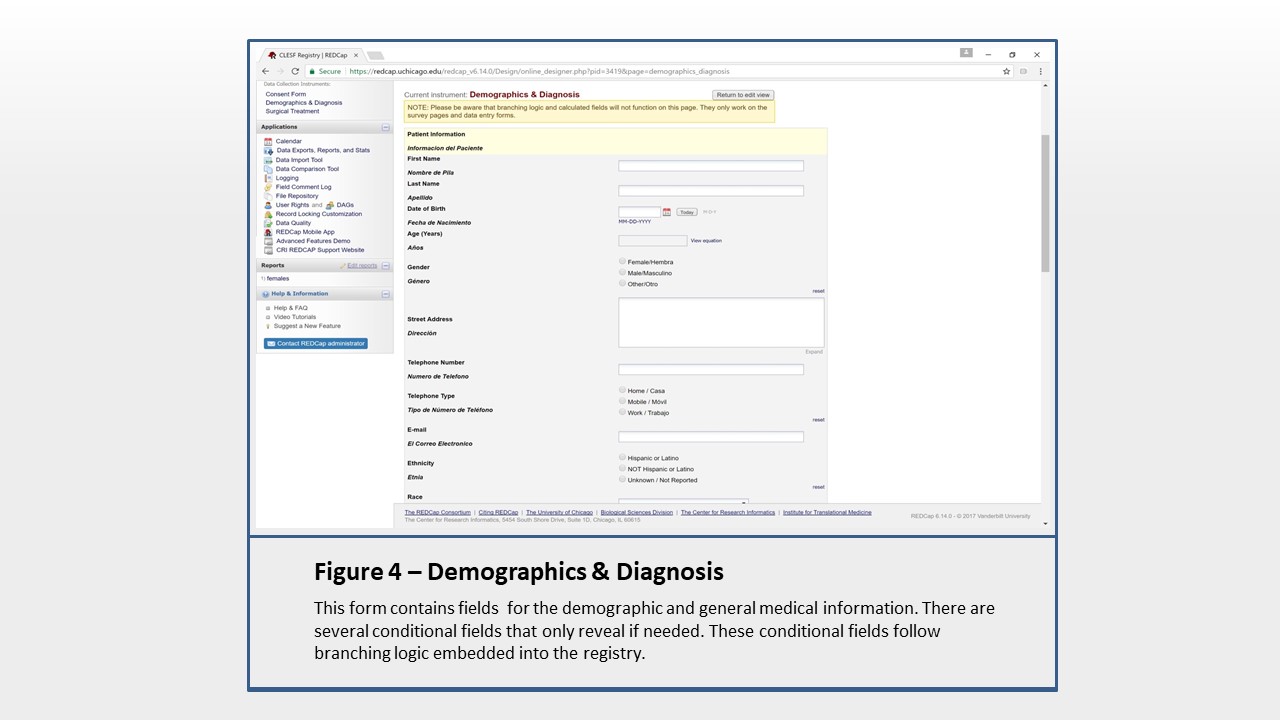 CLESF Registry | REDCap
Secure https://redcap.uchicago.edu/redcap_v6.14.0/Design/online_designer.php?pid=3419&page=demographics_diagnosis
Data Collection Instruments:
Consent Form
Demographics & Diagnosis
Surgical Treatment
Applications
Calendar
Data Exports, Reports, and Stats
Data Import Tool
Data Comparison Tool
Logging
Field Comment Log
File Repository
User Rights and DAGs
Record Locking Customization
Data Quality
REDCap Mobile App
Advanced Features Demo
CRI REDCAP Support Website
Reports
Edit reports
1) females
Help & Information
Help & FAQ
Video Tutorials
Suggest a New Feature
Contact REDCap administrator
Current instrument: Demographics & Diagnosis
Return to edit view
NOTE: Please be aware that branching logic and calculated fields will not function on this page. They only work on the
survey pages and data entry forms.
Patient Information
Informacion del Paciente
First Name
Nombre de Pila
Last Name
Apellido
Date of Birth
Today M-D-Y
Fecha de Nacimiento
MM-DD-YYYY
Age (Years)
View equation
Años
Gender
Género
Female/Hembra
Male/Masculino
Other/Otro
reset
Street Address
Dirección
Expand
Telephone Number
Numero de Telefono
Telephone Type
Tipo de Número de Teléfono
Home / Casa
Mobile / Móvil
Work / Trabajo
reset
E-mail
El Correo Electronico
Ethnicity
Etnia
Hispanic or Latino
NOT Hispanic or Latino
Unknown / Not Reported
reset
Race
The REDCap Consortium | Citing REDCap | The University of Chicago | Biological Sciences Division | The Center for Research Informatics | Institute for Translational Medicine
The Center for Research Informatics, 5454 South Shore Drive, Suite 1D, Chicago, IL 60615
REDCap 6.14.0 - © 2017 Vanderbilt University
Figure 4 – Demographics & Diagnosis
This form contains fields for the demographic and general medical information. There are
several conditional fields that only reveal if needed. These conditional fields follow
branching logic embedded into the registry.